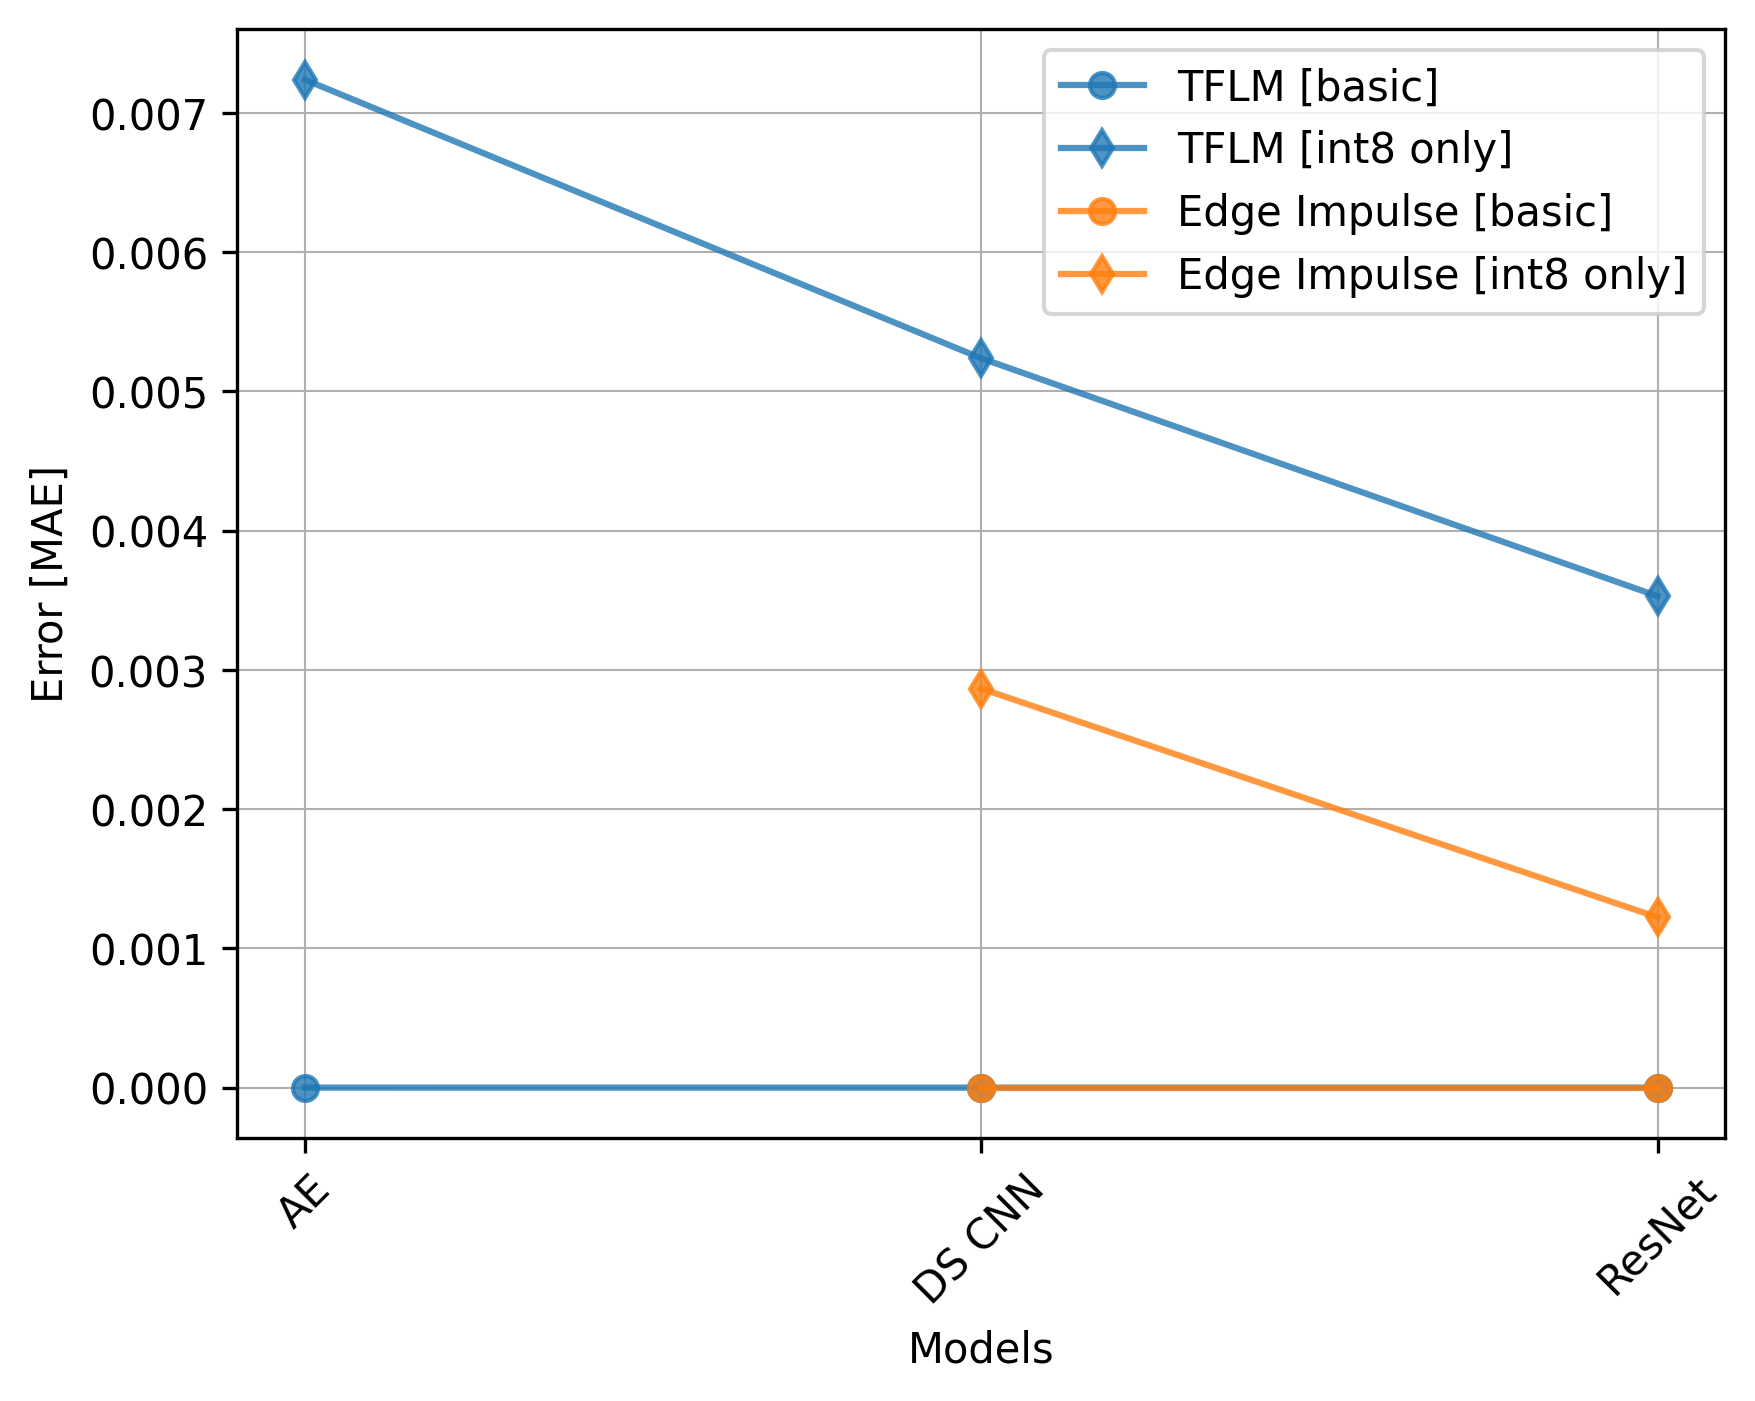 TFLM [basic]
TFLM [int8 only]
Edge Impulse [basic]
Edge Impulse [int8 only]
Error [MAE]
0.007
0.006
0.005
0.004
0.003
0.002
0.001
0.000
AE
DS CNN
ResNet
Models